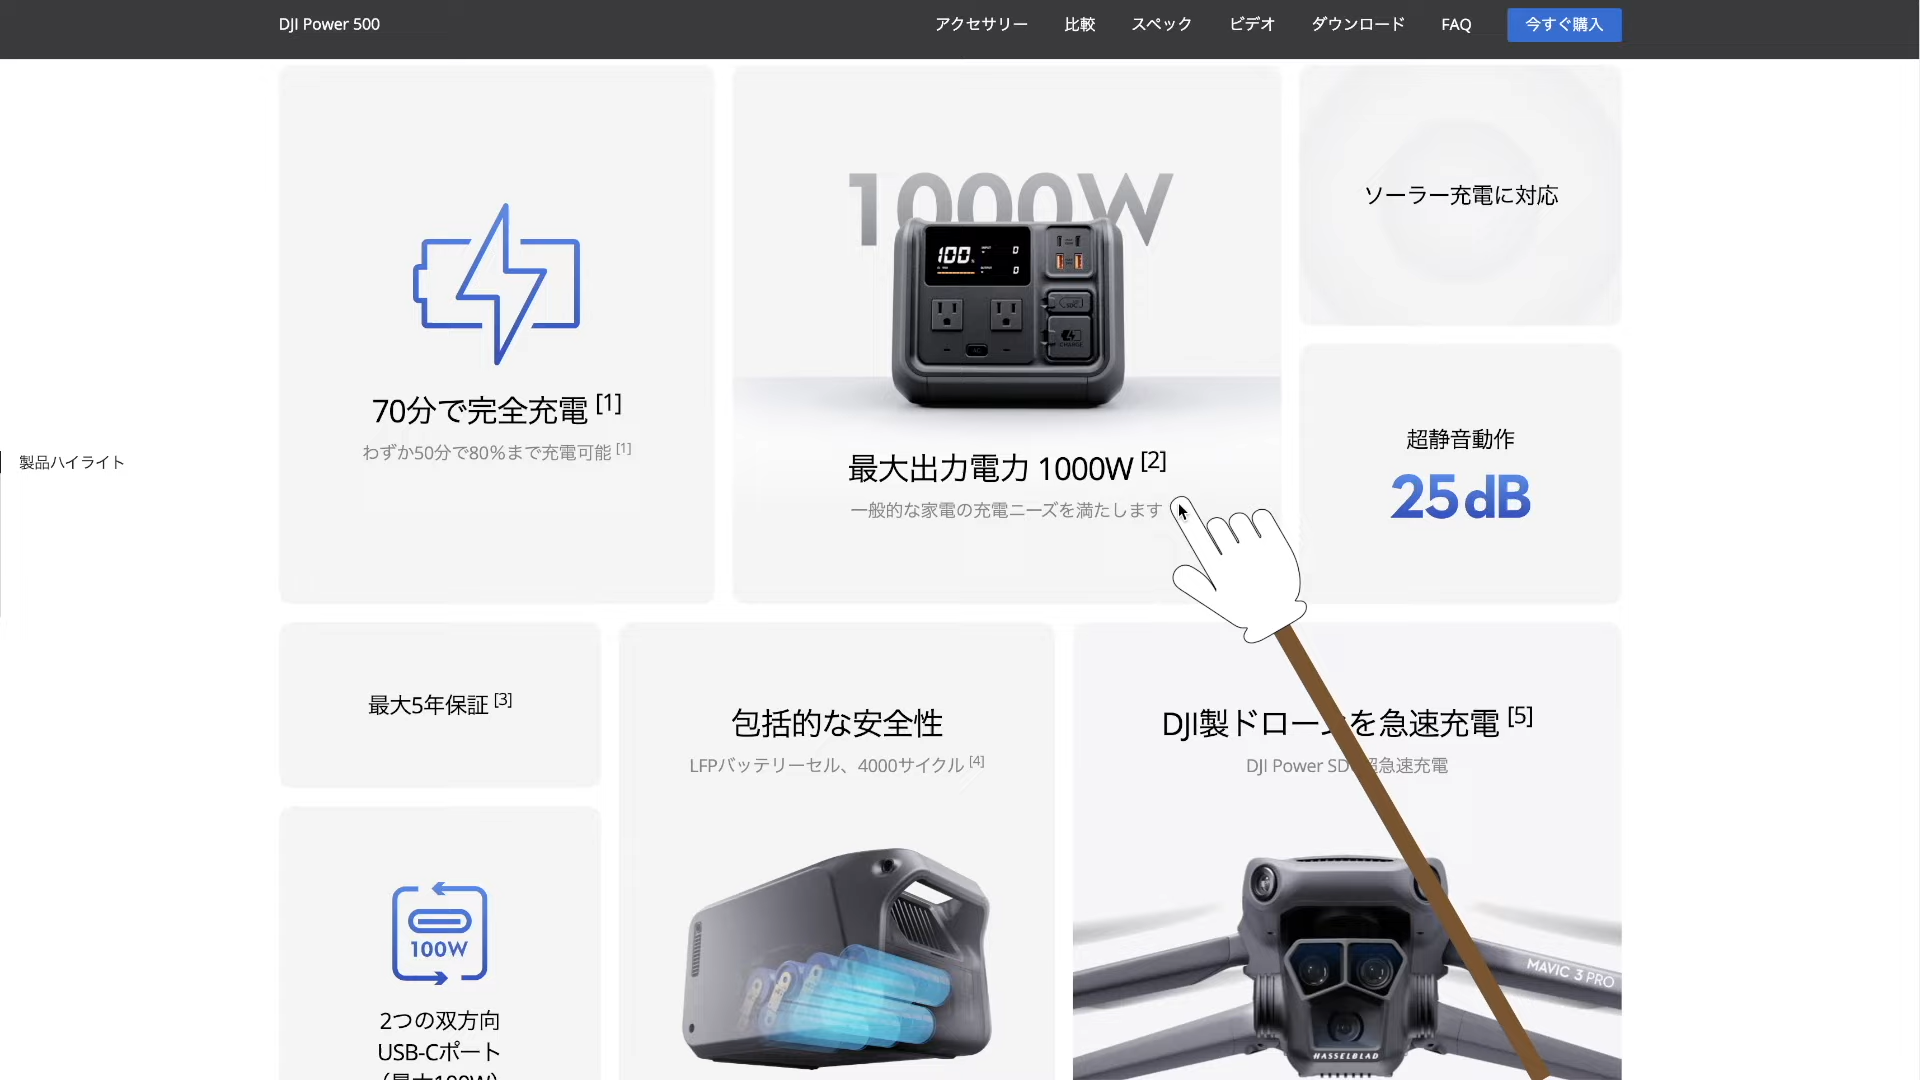 DJI Power 500
アクセサリー
比較
スペック
ビデオ
ダウンロード
FAQ
今すぐ購入
製品ハイライト
70分で完全充電 [1]
わずか50分で80%まで充電可能 [1]
1000W
100
0
0
最大出力電力 1000W [2]
一般的な家電の充電ニーズを満たします
ソーラー充電に対応
超静音動作
25dB
最大5年保証 [3]
100W
2つの双方向
USB-Cポート
包括的な安全性
LFPバッテリーセル、4000サイクル [4]
DJI製ドローンを急速充電 [5]
DJI Power SD 超急速充電
MAVIC 3 PRO
HASSELBLAD